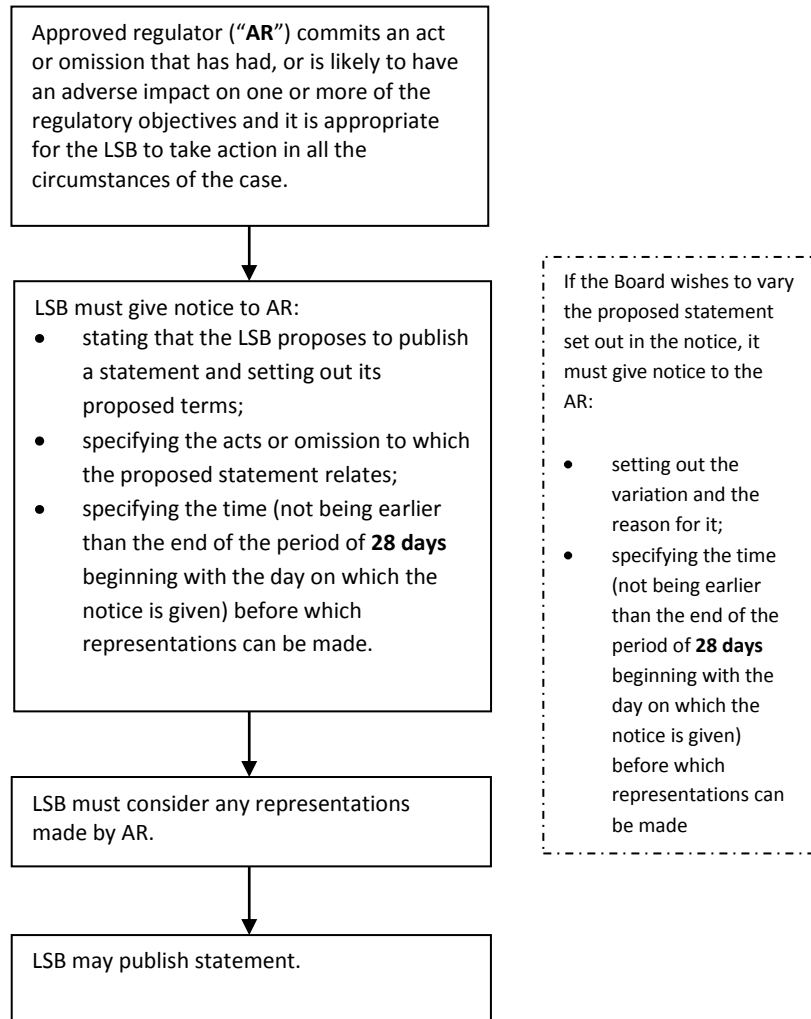 Approved regulator (“AR”) commits an act
or omission that has had, or is likely to have
an adverse impact on one or more of the
regulatory objectives and it is appropriate
for the LSB to take action in all the
circumstances of the case.
LSB must give notice to AR:
• stating that the LSB proposes to publish
a statement and setting out its
proposed terms;
• specifying the acts or omission to which
the proposed statement relates;
• specifying the time (not being earlier
than the end of the period of 28 days
beginning with the day on which the
notice is given) before which
representations can be made.
If the Board wishes to vary
the proposed statement
set out in the notice, it
must give notice to the
AR:
• setting out the
variation and the
reason for it;
• specifying the time
(not being earlier
than the end of the
period of 28 days
beginning with the
day on which the
notice is given)
before which
representations can
be made
LSB must consider any representations
made by AR.
LSB may publish statement.